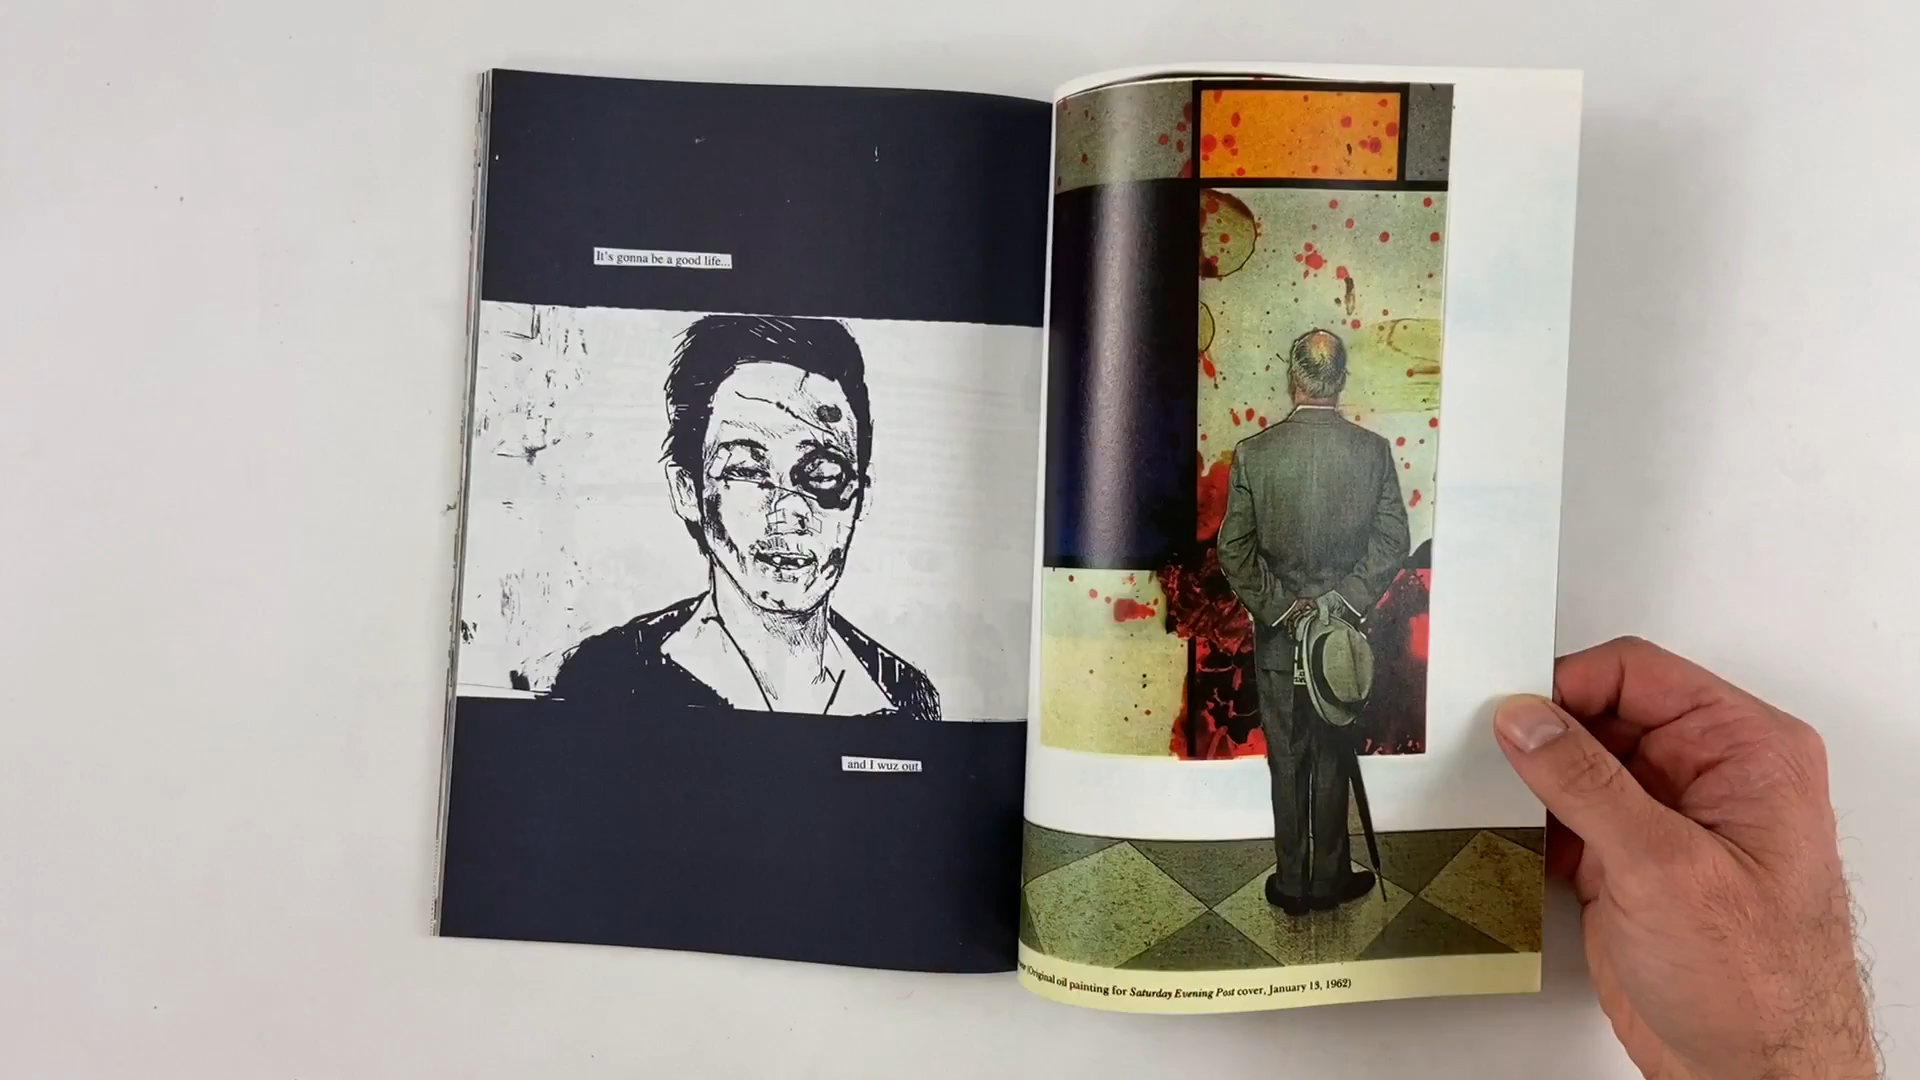 It's gonna be a good life...
and I wuz out.
(Original oil painting for Saturday Evening Post cover, January 13, 1962)